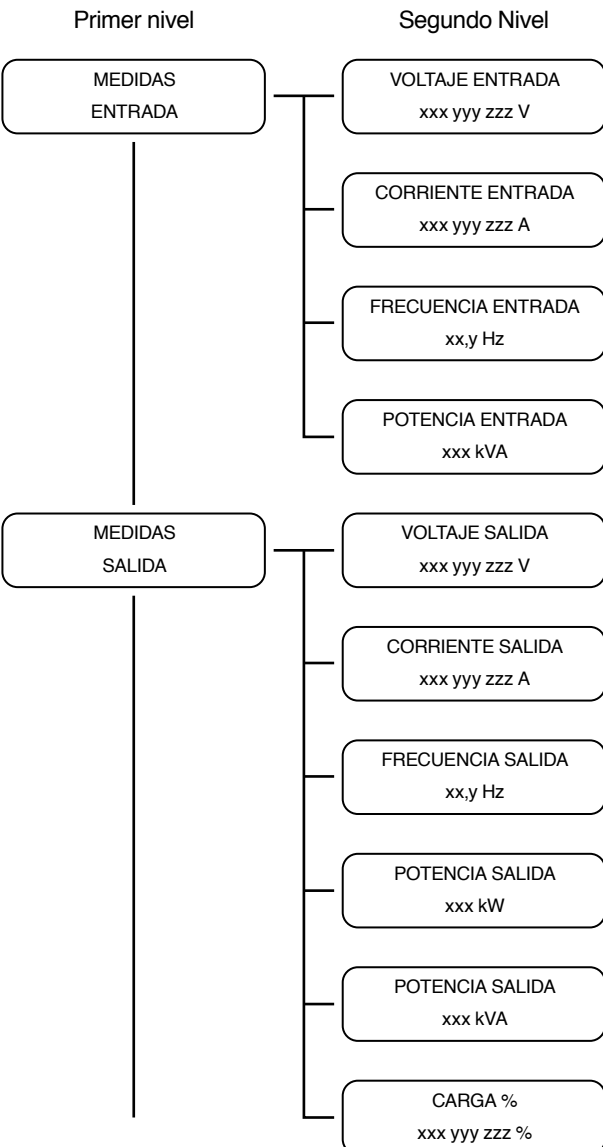 Primer nivel
Segundo Nivel
MEDIDAS
ENTRADA
VOLTAJE ENTRADA
xxx yyy zzz V
CORRIENTE ENTRADA
xxx yyy zzz A
FRECUENCIA ENTRADA
xx,y Hz
POTENCIA ENTRADA
xxx kVA
MEDIDAS
SALIDA
VOLTAJE SALIDA
xxx yyy zzz V
CORRIENTE SALIDA
xxx yyy zzz A
FRECUENCIA SALIDA
xx,y Hz
POTENCIA SALIDA
xxx kW
POTENCIA SALIDA
xxx kVA
CARGA %
xxx yyy zzz %